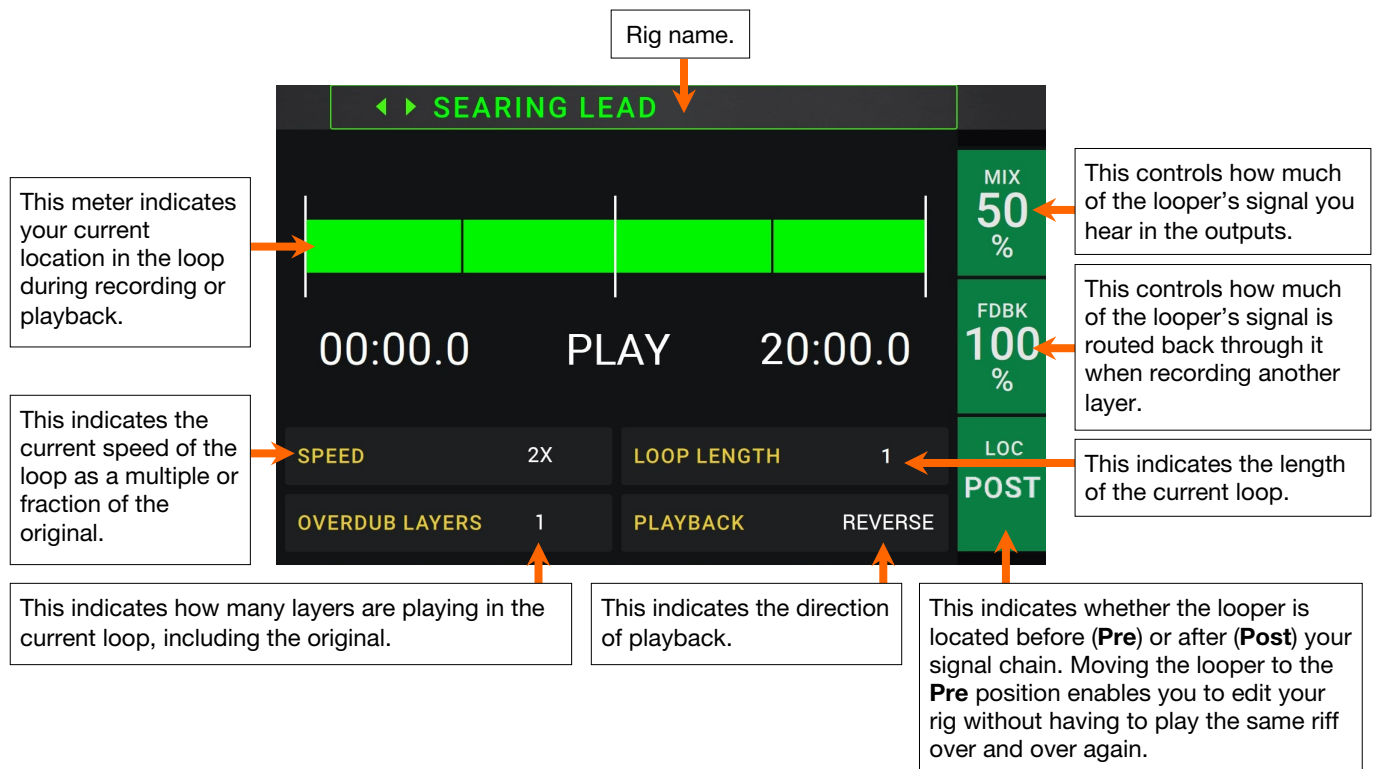 Rig name.
SEARING LEAD
This meter indicates
your current
location in the loop
during recording or
playback.
MIX
50
%
This controls how much
of the looper’s signal you
hear in the outputs.
00:00.0 PLAY 20:00.0
FDBK
100
%
This controls how much
of the looper’s signal is
routed back through it
when recording another
layer.
This indicates the
current speed of the
loop as a multiple or
fraction of the
original.
SPEED 2X
LOOP LENGTH 1
LOC
POST
This indicates the length
of the current loop.
OVERDUB LAYERS 1
PLAYBACK REVERSE
This indicates how many layers are playing in the
current loop, including the original.
This indicates the direction
of playback.
This indicates whether the looper is
located before (Pre) or after (Post) your
signal chain. Moving the looper to the
Pre position enables you to edit your
rig without having to play the same riff
over and over again.